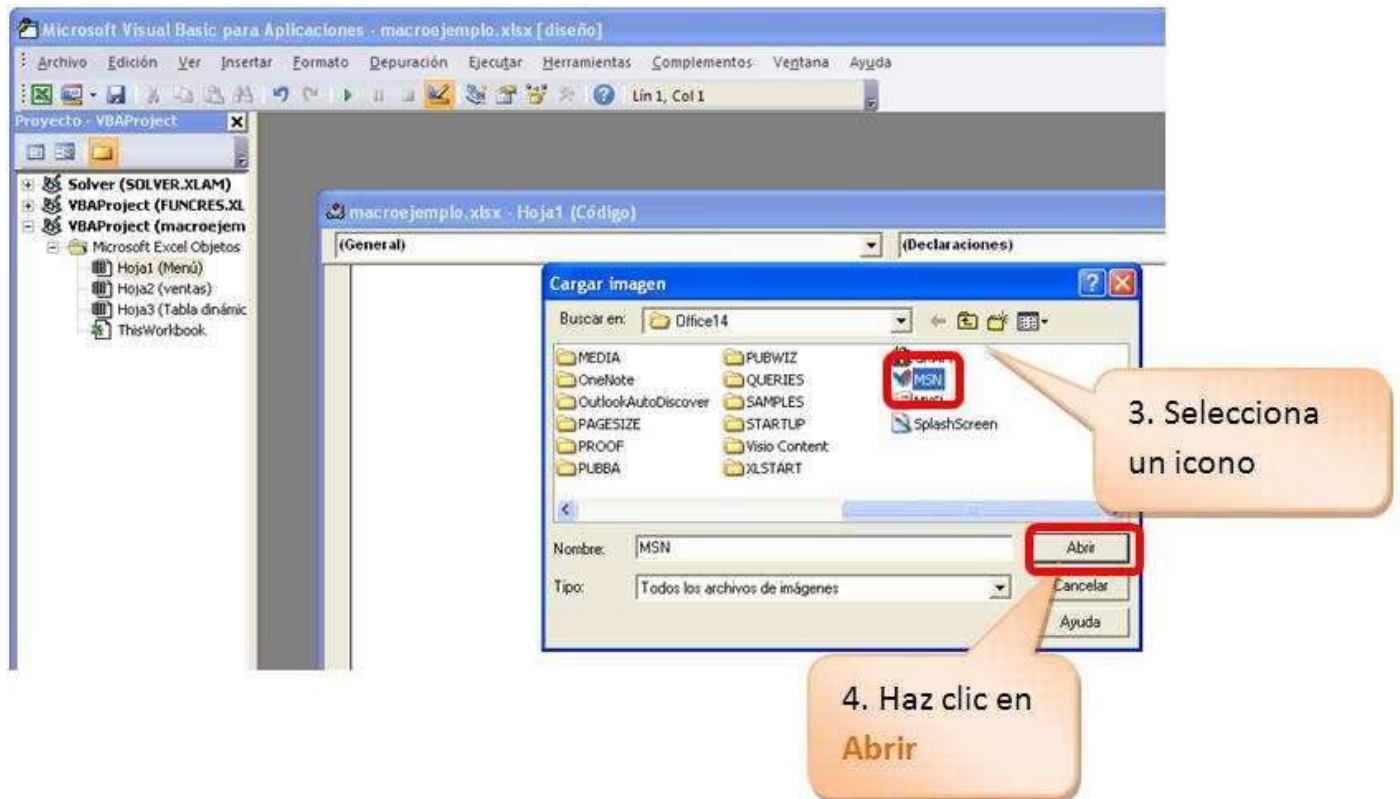 Microsoft Visual Basic para Aplicaciones - macroejemplo.xlsx [diseño]
Archivo Edición Ver Insertar Formato Depuración Ejecutar Herramientas Complementos Ventana Ayuda
Lín 1, Col 1
Proyecto - VBAProject
Solver (SOLVER.XLAM)
VBAProject (FUNCRES.XL
VBAProject (macroejem
Microsoft Excel Objetos
Hoja1 (Menú)
Hoja2 (ventas)
Hoja3 (Tabla dinámic
ThisWorkbook
macroejemplo.xlsx - Hoja1 (Código)
(General) (Declaraciones)
Cargar imagen
Buscar en: Office14
MEDIA
OneNote
OutlookAutoDiscover
PAGESIZE
PROOF
PUBBA
PUBWIZ
QUERIES
SAMPLES
STARTUP
Visio Content
XLSTART
MSN
SplashScreen
Nombre: MSN
Abrir
Tipo: Todos los archivos de imágenes
Cancelar
Ayuda
3. Selecciona
un icono
4. Haz clic en
Abrir